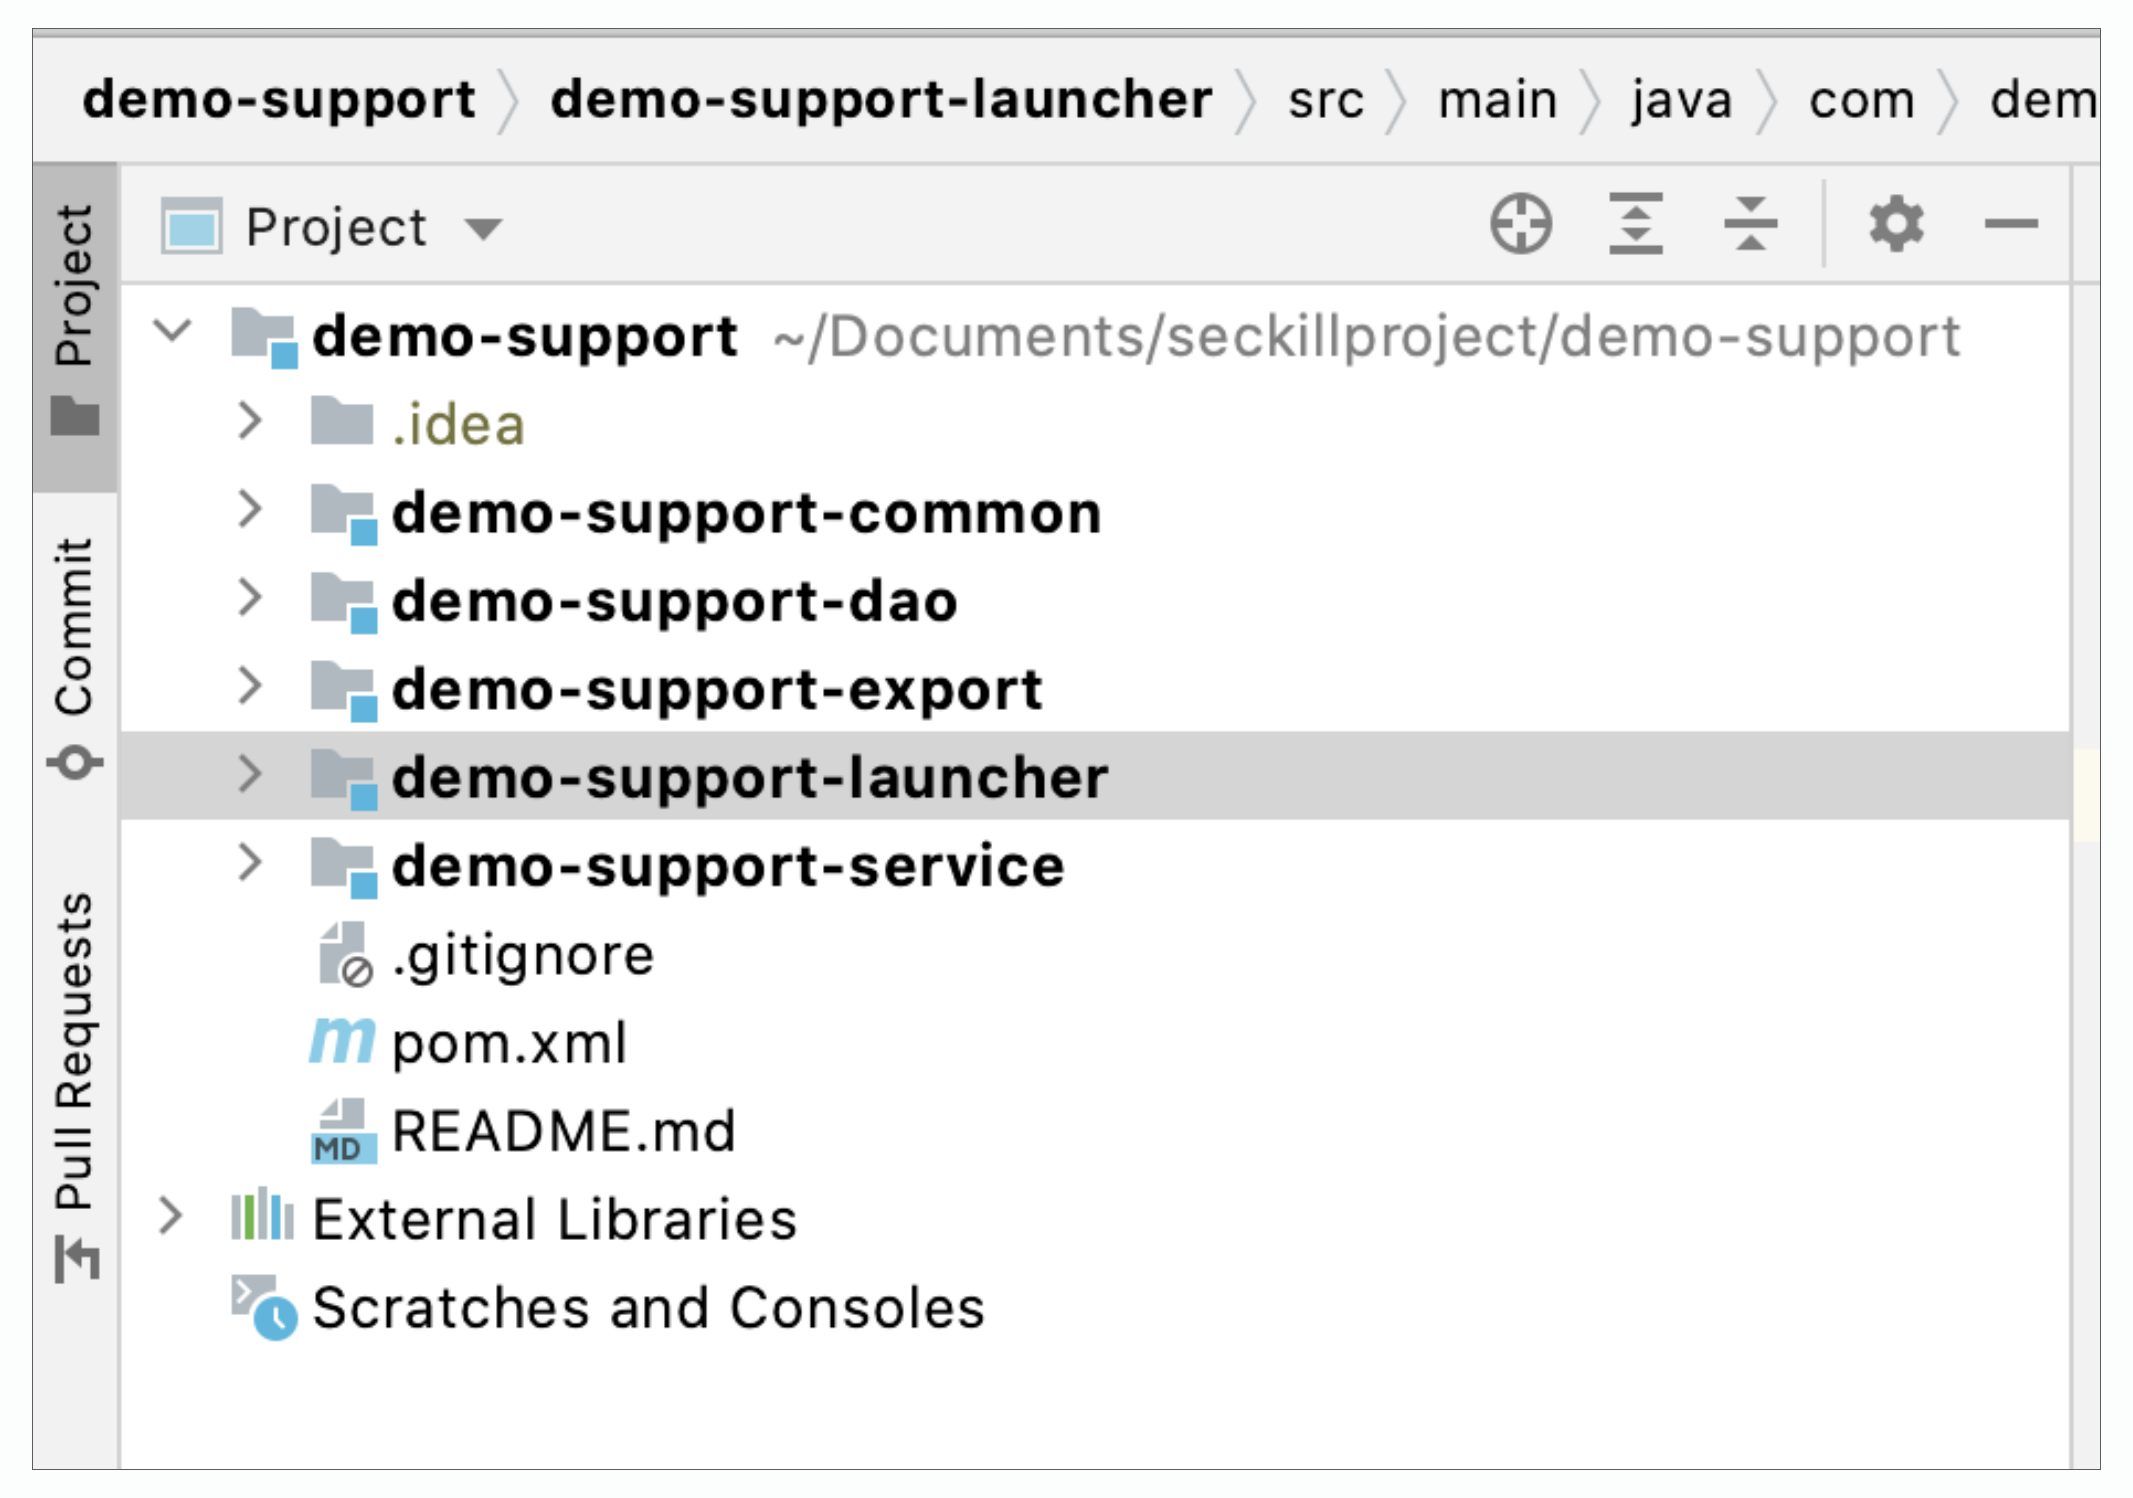 demo-support 〉 demo-support-launcher 〉 src 〉 main 〉 java 〉 com 〉 dem
Project
Commit
Pull Requests
Project
demo-support ~/Documents/seckillproject/demo-support
.idea
demo-support-common
demo-support-dao
demo-support-export
demo-support-launcher
demo-support-service
.gitignore
m pom.xml
MD README.md
External Libraries
Scratches and Consoles